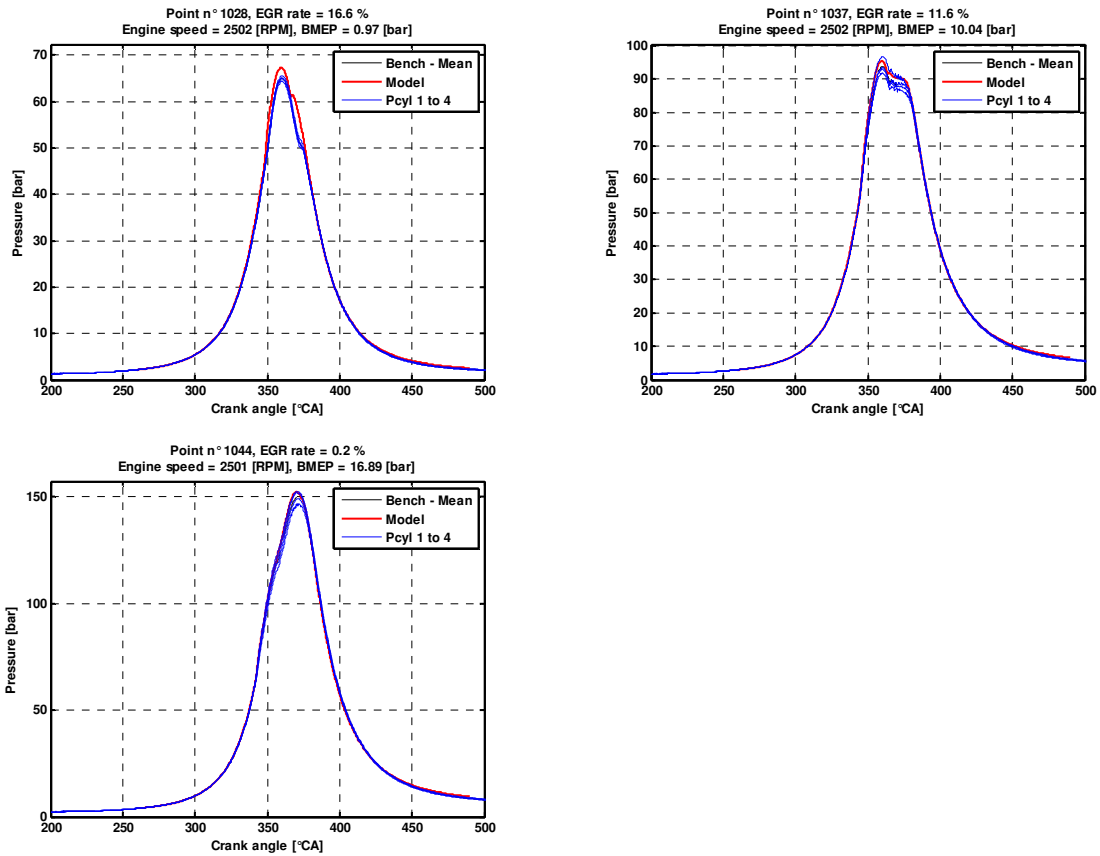 Point n°1028, EGR rate = 16.6 %
Engine speed = 2502 [RPM], BMEP = 0.97 [bar]
70
60
50
40
30
20
10
0
Pressure [bar]
Bench - Mean
Model
Pcyl 1 to 4
200 250 300 350 400 450 500
Crank angle [°CA]
Point n°1037, EGR rate = 11.6 %
Engine speed = 2502 [RPM], BMEP = 10.04 [bar]
100
90
80
70
60
50
40
30
20
10
0
Pressure [bar]
Bench - Mean
Model
Pcyl 1 to 4
200 250 300 350 400 450 500
Crank angle [°CA]
Point n°1044, EGR rate = 0.2 %
Engine speed = 2501 [RPM], BMEP = 16.89 [bar]
150
100
50
0
Pressure [bar]
Bench - Mean
Model
Pcyl 1 to 4
200 250 300 350 400 450 500
Crank angle [°CA]